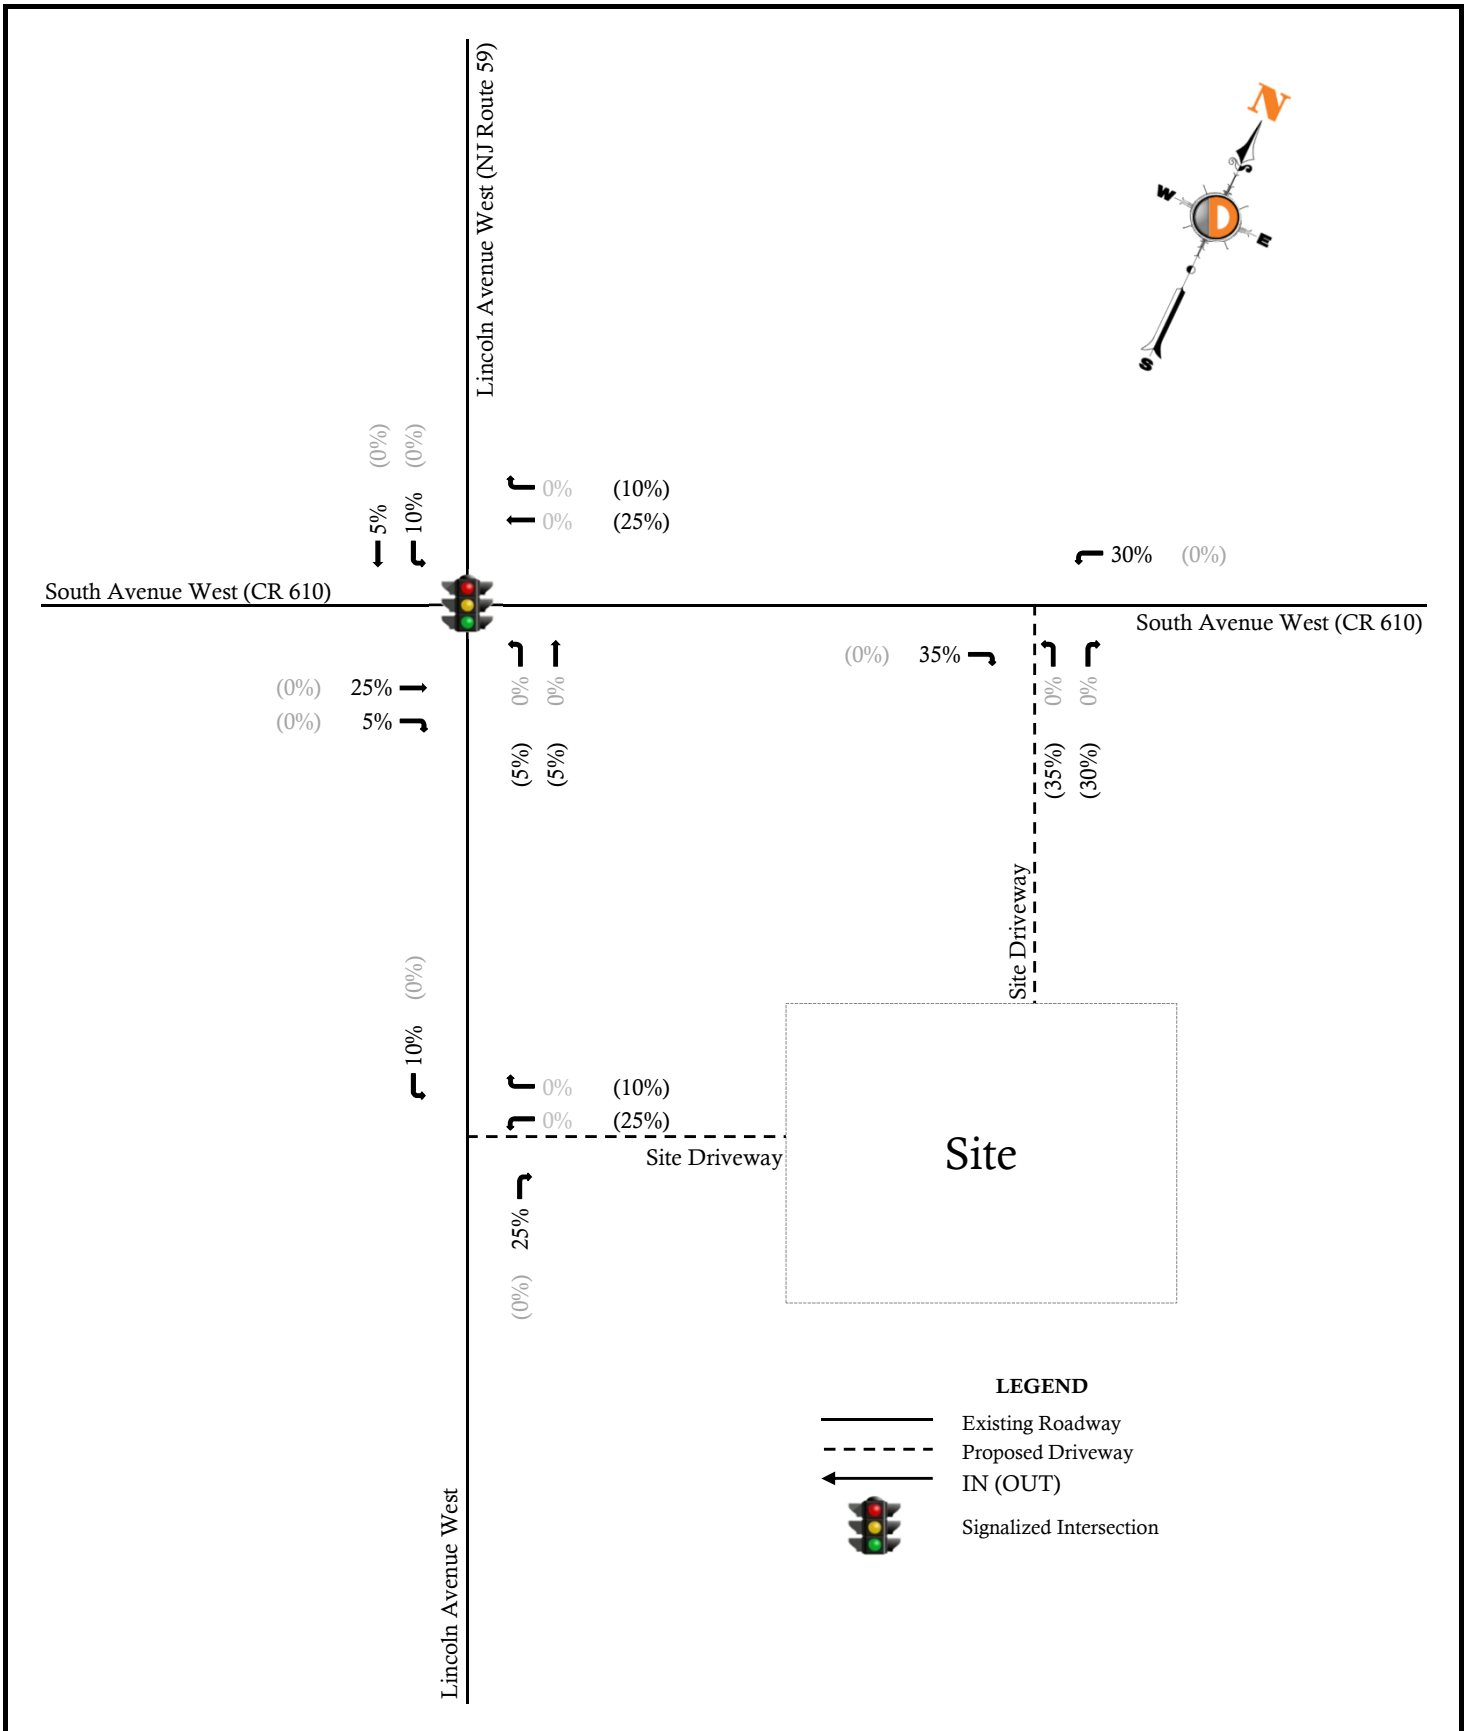 Lincoln Avenue West (NJ Route 59)
N
W
E
D
S
(0%) (0%)
5% 10%
0% (10%)
0% (25%)
30% (0%)
South Avenue West (CR 610)
South Avenue West (CR 610)
(0%) 35%
0% 0%
0% 0%
(0%) 25%
(0%) 5%
(5%) (5%)
(35%) (30%)
Site Driveway
(0%)
10%
0% (10%)
0% (25%)
Site Driveway
Site
25%
(0%)
LEGEND
Existing Roadway
Proposed Driveway
IN (OUT)
Signalized Intersection
Lincoln Avenue West